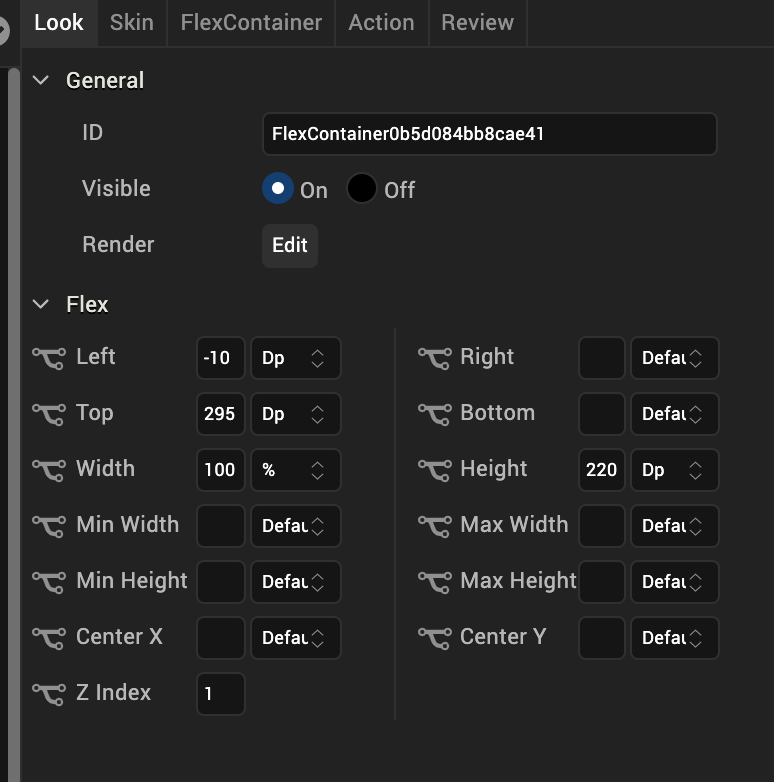 Look Skin FlexContainer Action Review
General
ID FlexContainer0b5d084bb8cae41
Visible On Off
Render Edit
Flex
Left -10 Dp Right Defau
Top 295 Dp Bottom Defau
Width 100 % Height 220 Dp
Min Width Defau Max Width Defau
Min Height Defau Max Height Defau
Center X Defau Center Y Defau
Z Index 1